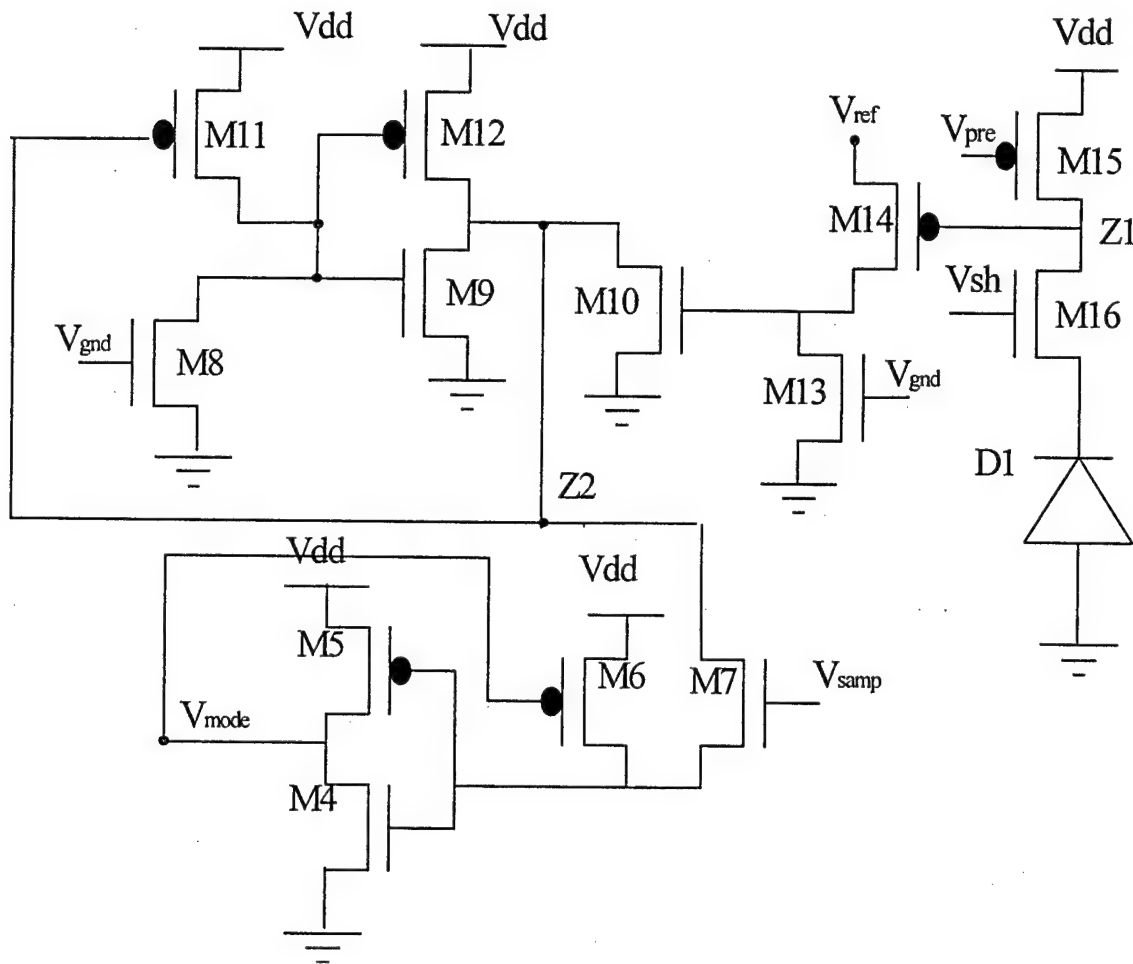 Vdd
Vdd
Vdd
M11
M12
Vref
Vpre
M15
M14
Z1
M9
M10
Vsh
M16
Vgnd
M8
M13
Vgnd
D1
Z2
Vdd
Vdd
M5
M6
M7
Vsamp
Vmode
M4